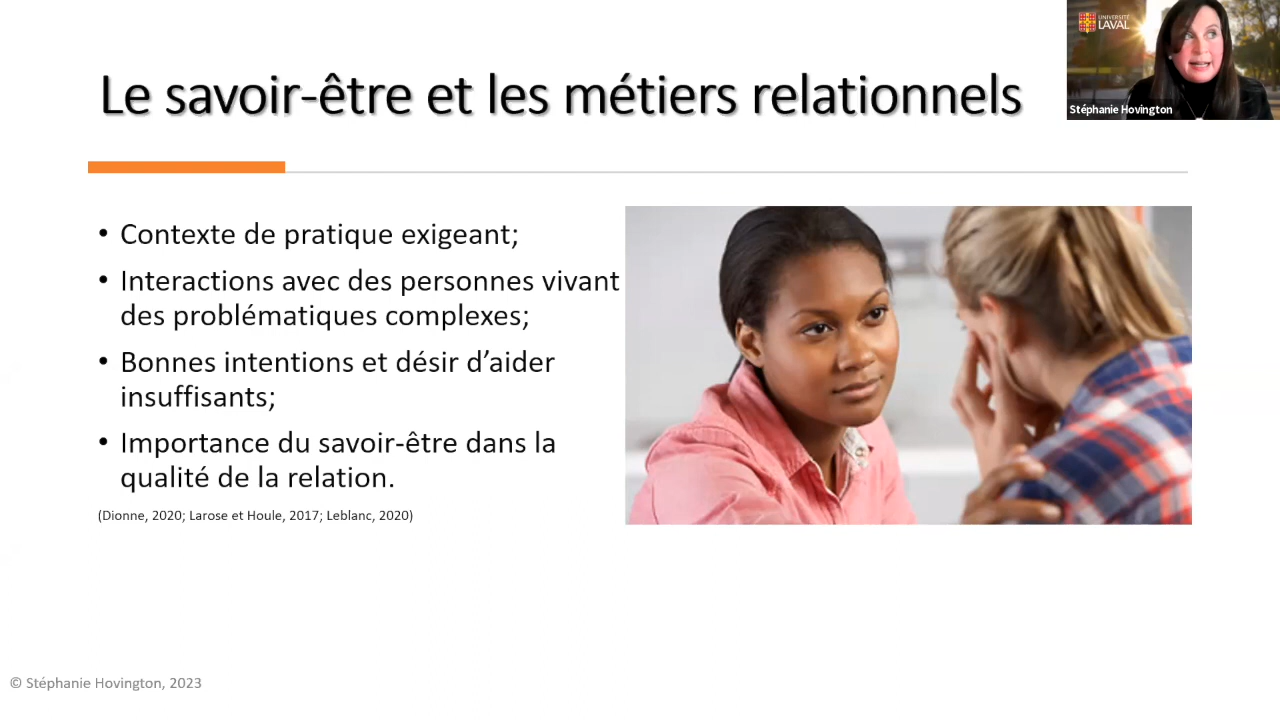 UNIVERSITÉ
LAVAL
Stéphanie Hovington
Le savoir-être et les métiers relationnels
• Contexte de pratique exigeant;
• Interactions avec des personnes vivant
des problématiques complexes;
• Bonnes intentions et désir d’aider
insuffisants;
• Importance du savoir-être dans la
qualité de la relation.
(Dionne, 2020; Larose et Houle, 2017; Leblanc, 2020)
© Stéphanie Hovington, 2023